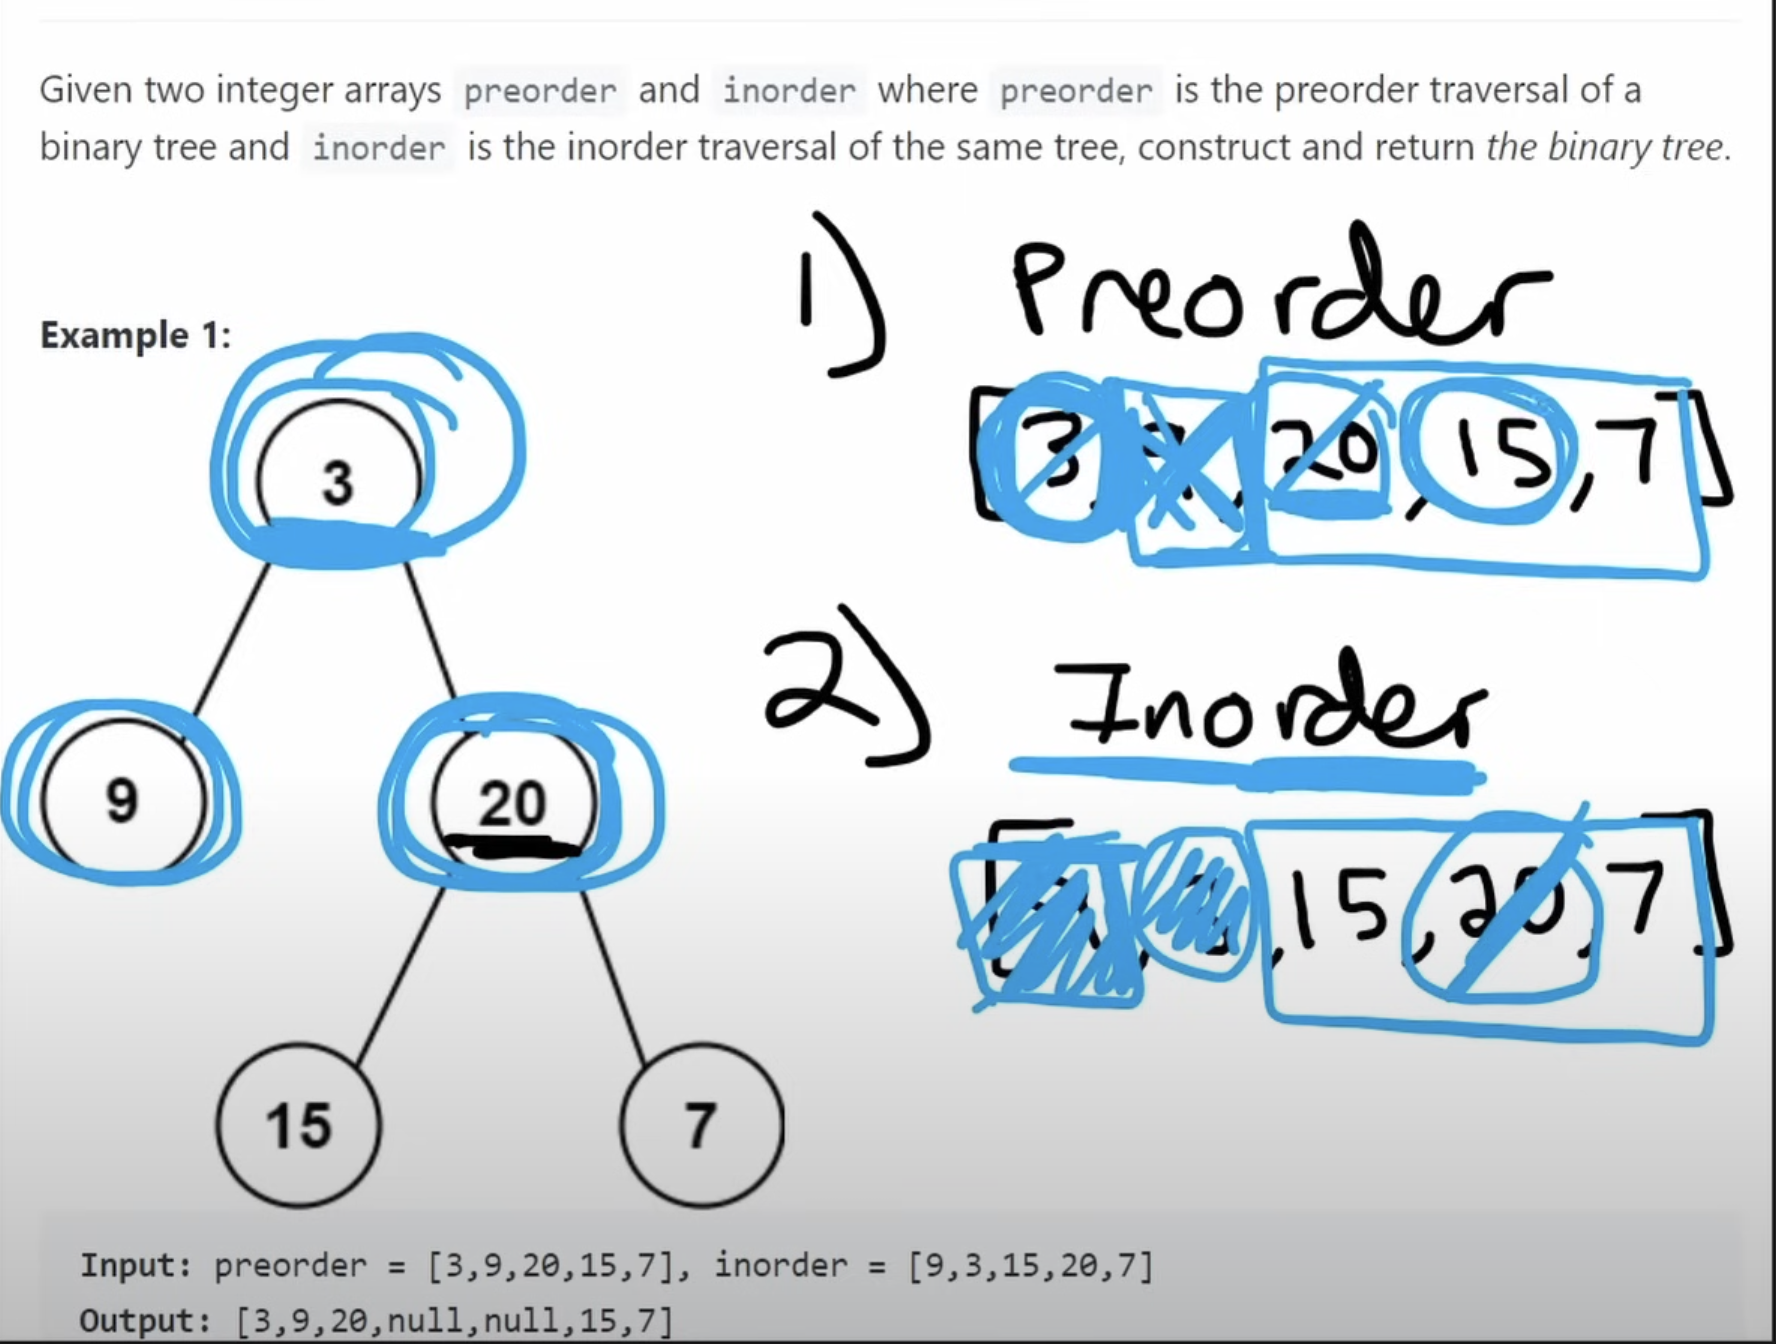 Given two integer arrays preorder and inorder where preorder is the preorder traversal of a
binary tree and inorder is the inorder traversal of the same tree, construct and return the binary tree.
1) Preorder
Example 1:
[3, 20, 15, 7]
3
2) Inorder
9 20
, 15, 20, 7]
15 7
Input: preorder = [3,9,20,15,7], inorder = [9,3,15,20,7]
Output: [3,9,20,null,null,15,7]